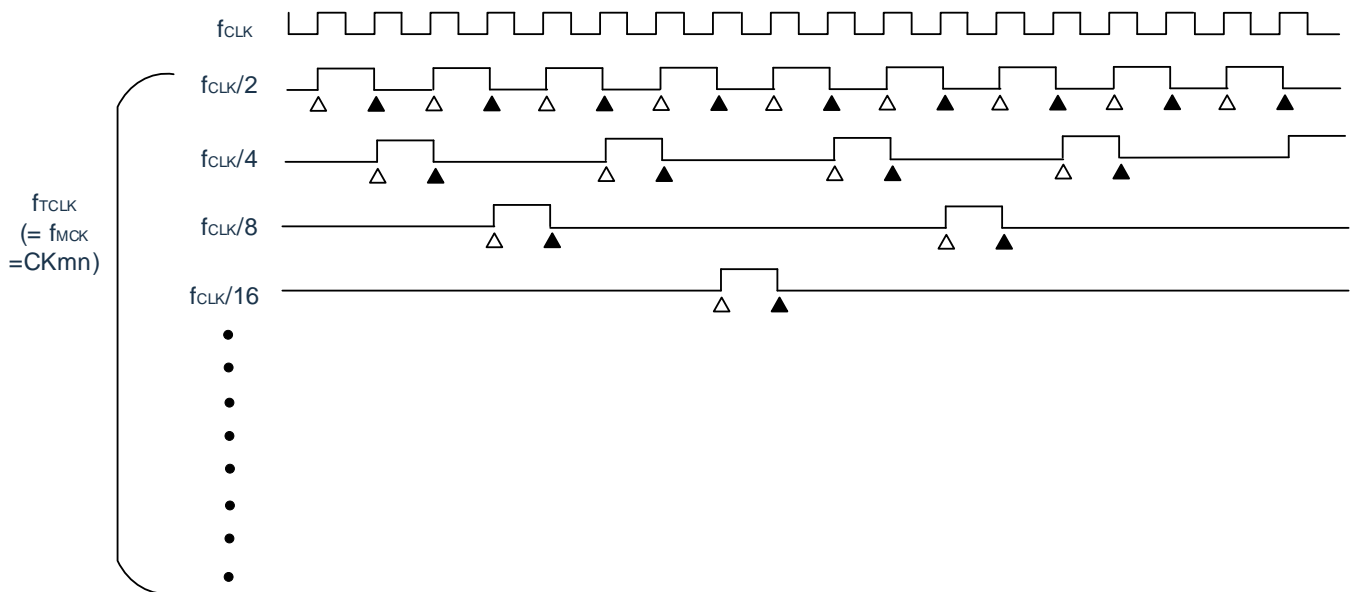 fCLK
fCLK/2
fCLK/4
fTCLK
(= fMCK
=CKmn)
fCLK/8
fCLK/16